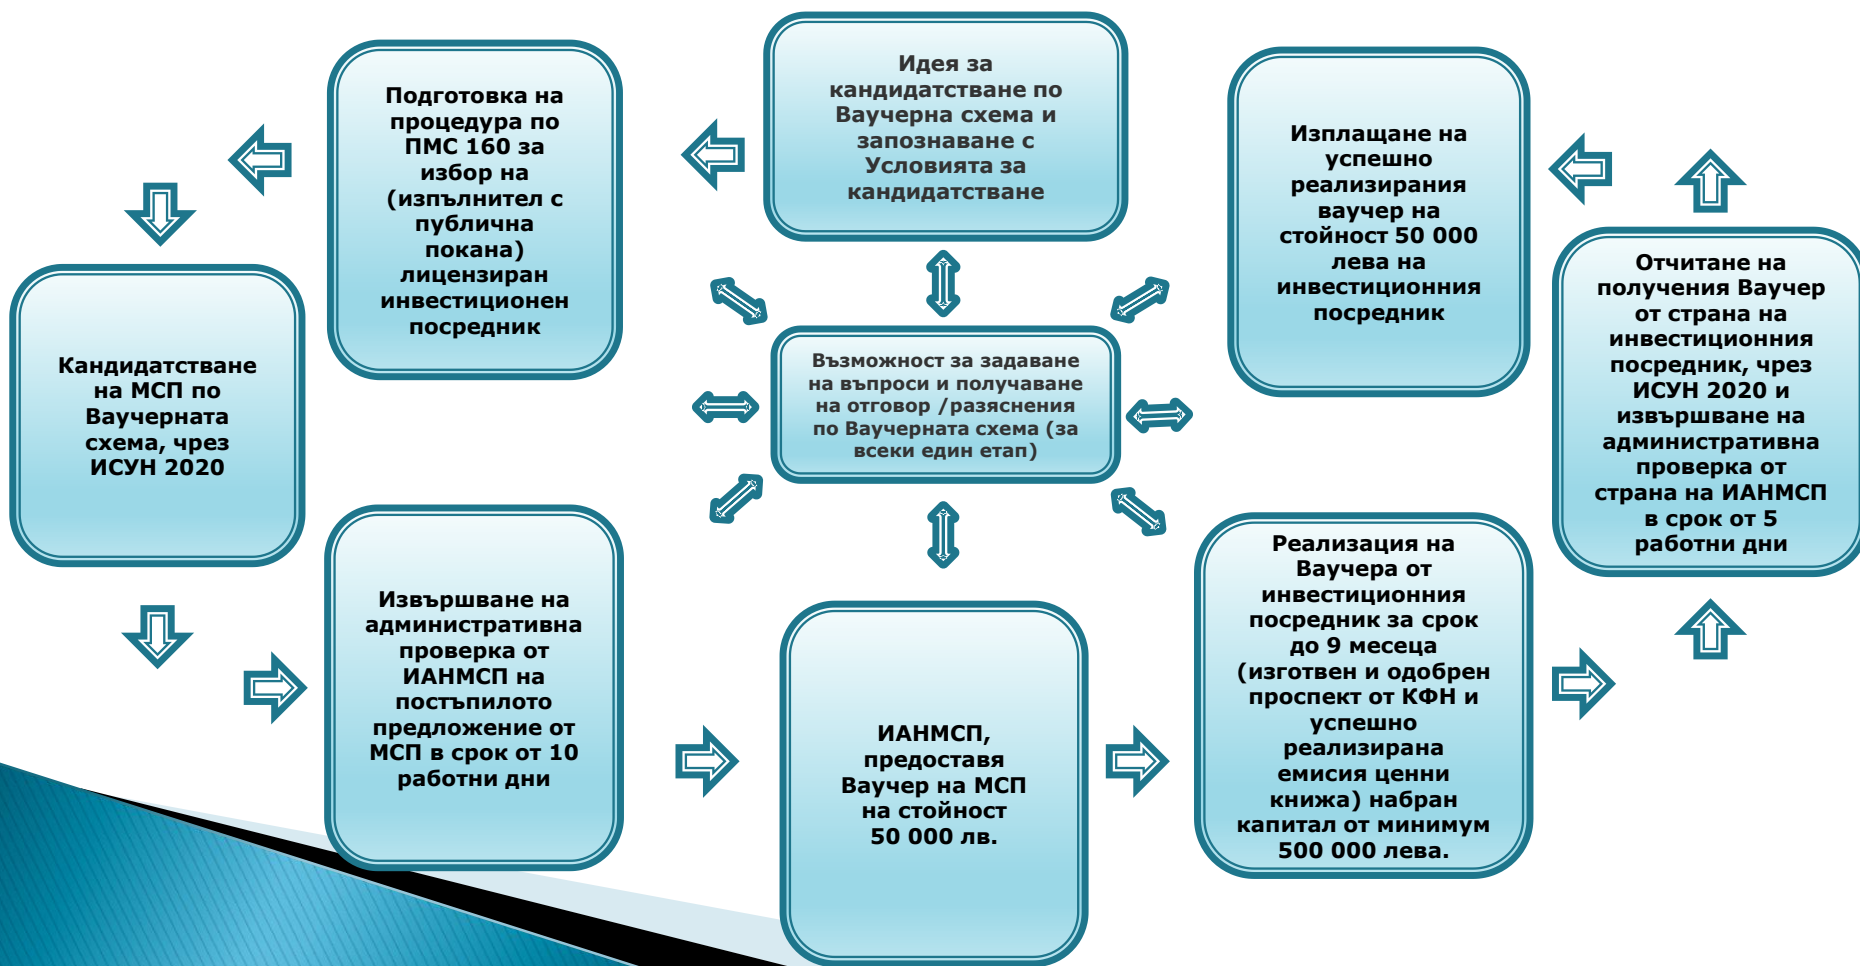 Идея за
кандидатстване по
Ваучерна схема и
запознаване с
Условията за
кандидатстване
Подготовка на
процедура по
ПМС 160 за
избор на
(изпълнител с
публична
покана)
лицензиран
инвестиционен
посредник
Кандидатстване
на МСП по
Ваучерната
схема, чрез
ИСУН 2020
Извършване на
административна
проверка от
ИАНМСП на
постъпилото
предложение от
МСП в срок от 10
работни дни
ИАНМСП,
предоставя
Ваучер на МСП
на стойност
50 000 лв.
Реализация на
Ваучера от
инвестиционния
посредник за срок
до 9 месеца
(изготвен и одобрен
проспект от КФН и
успешно
реализирана
емисия ценни
книжа) набран
капитал от минимум
500 000 лева.
Отчитане на
получения Ваучер
от страна на
инвестиционния
посредник, чрез
ИСУН 2020 и
извършване на
административна
проверка от
страна на ИАНМСП
в срок от 5
работни дни
Изплащане на
успешно
реализирания
ваучер на
стойност 50 000
лева на
инвестиционния
посредник
Възможност за задаване
на въпроси и получаване
на отговор /разяснения
по Ваучерната схема (за
всеки един етап)